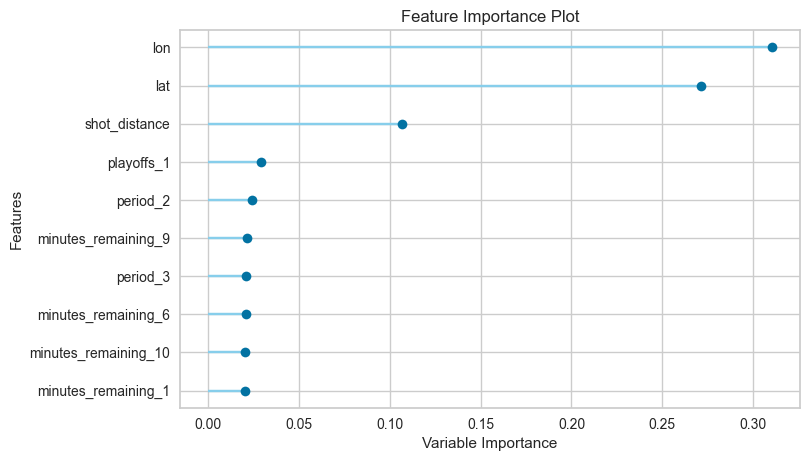 Feature Importance Plot
lon
lat
shot_distance
playoffs_1
period_2
minutes_remaining_9
period_3
minutes_remaining_6
minutes_remaining_10
minutes_remaining_1
Features
0.00 0.05 0.10 0.15 0.20 0.25 0.30
Variable Importance